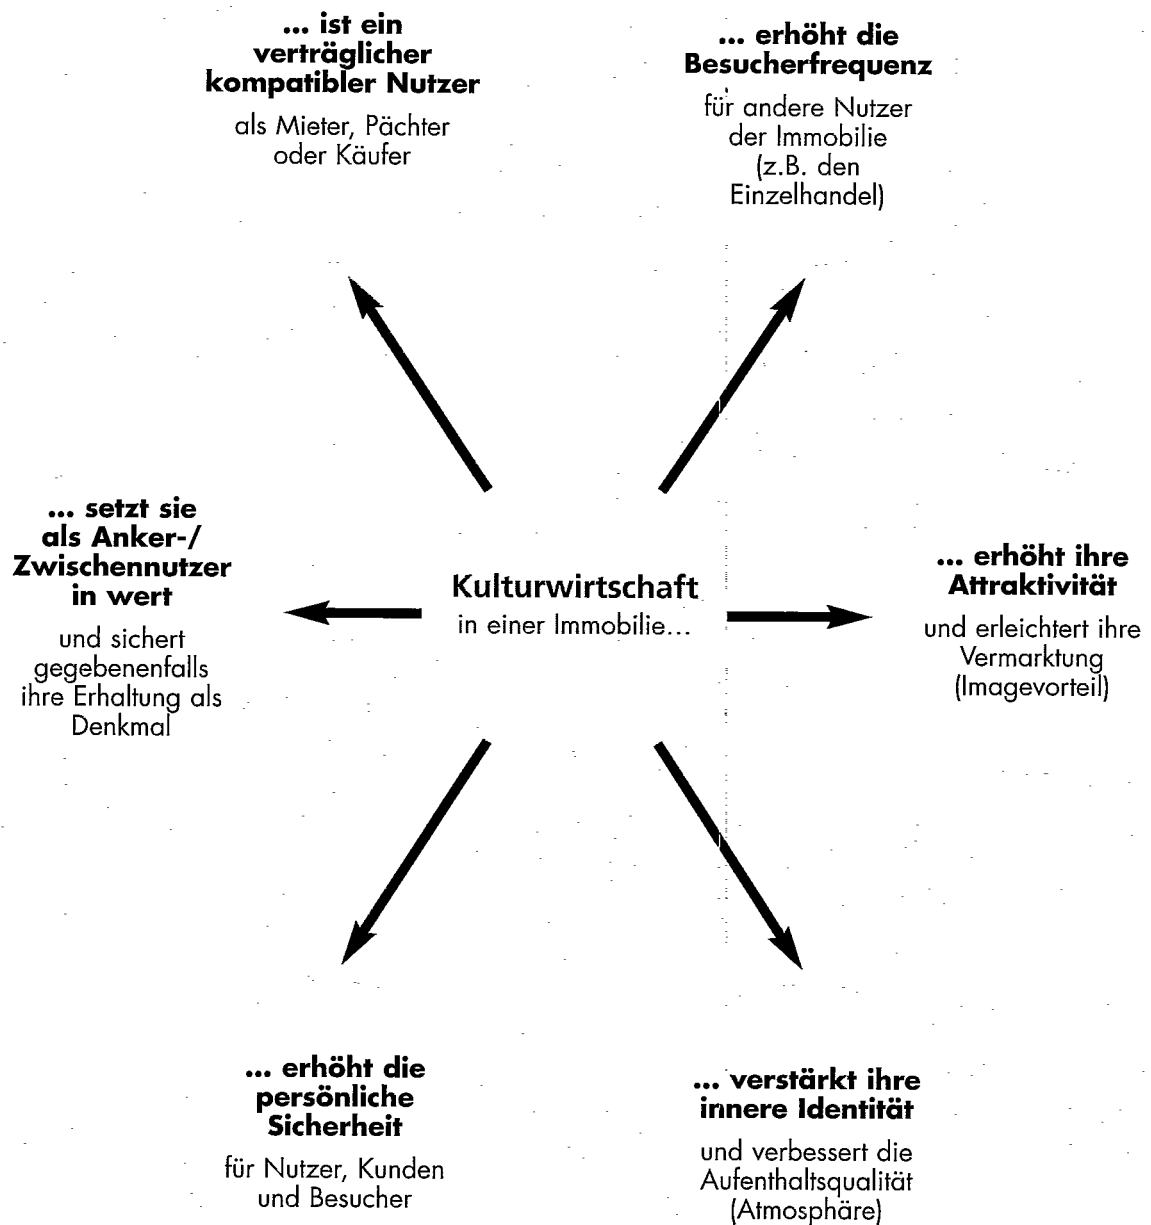 ... ist ein
verträglicher
kompatibler Nutzer
als Mieter, Pächter
oder Käufer
... erhöht die
Besucherfrequenz
für andere Nutzer
der Immobilie
(z.B. den
Einzelhandel)
... setzt sie
als Anker-/
Zwischennutzer
in wert
und sichert
gegebenenfalls
ihre Erhaltung als
Denkmal
Kulturwirtschaft
in einer Immobilie...
... erhöht ihre
Attraktivität
und erleichtert ihre
Vermarktung
(Imagevorteil)
... erhöht die
persönliche
Sicherheit
für Nutzer, Kunden
und Besucher
... verstärkt ihre
innere Identität
und verbessert die
Aufenthaltsqualität
(Atmosphäre)